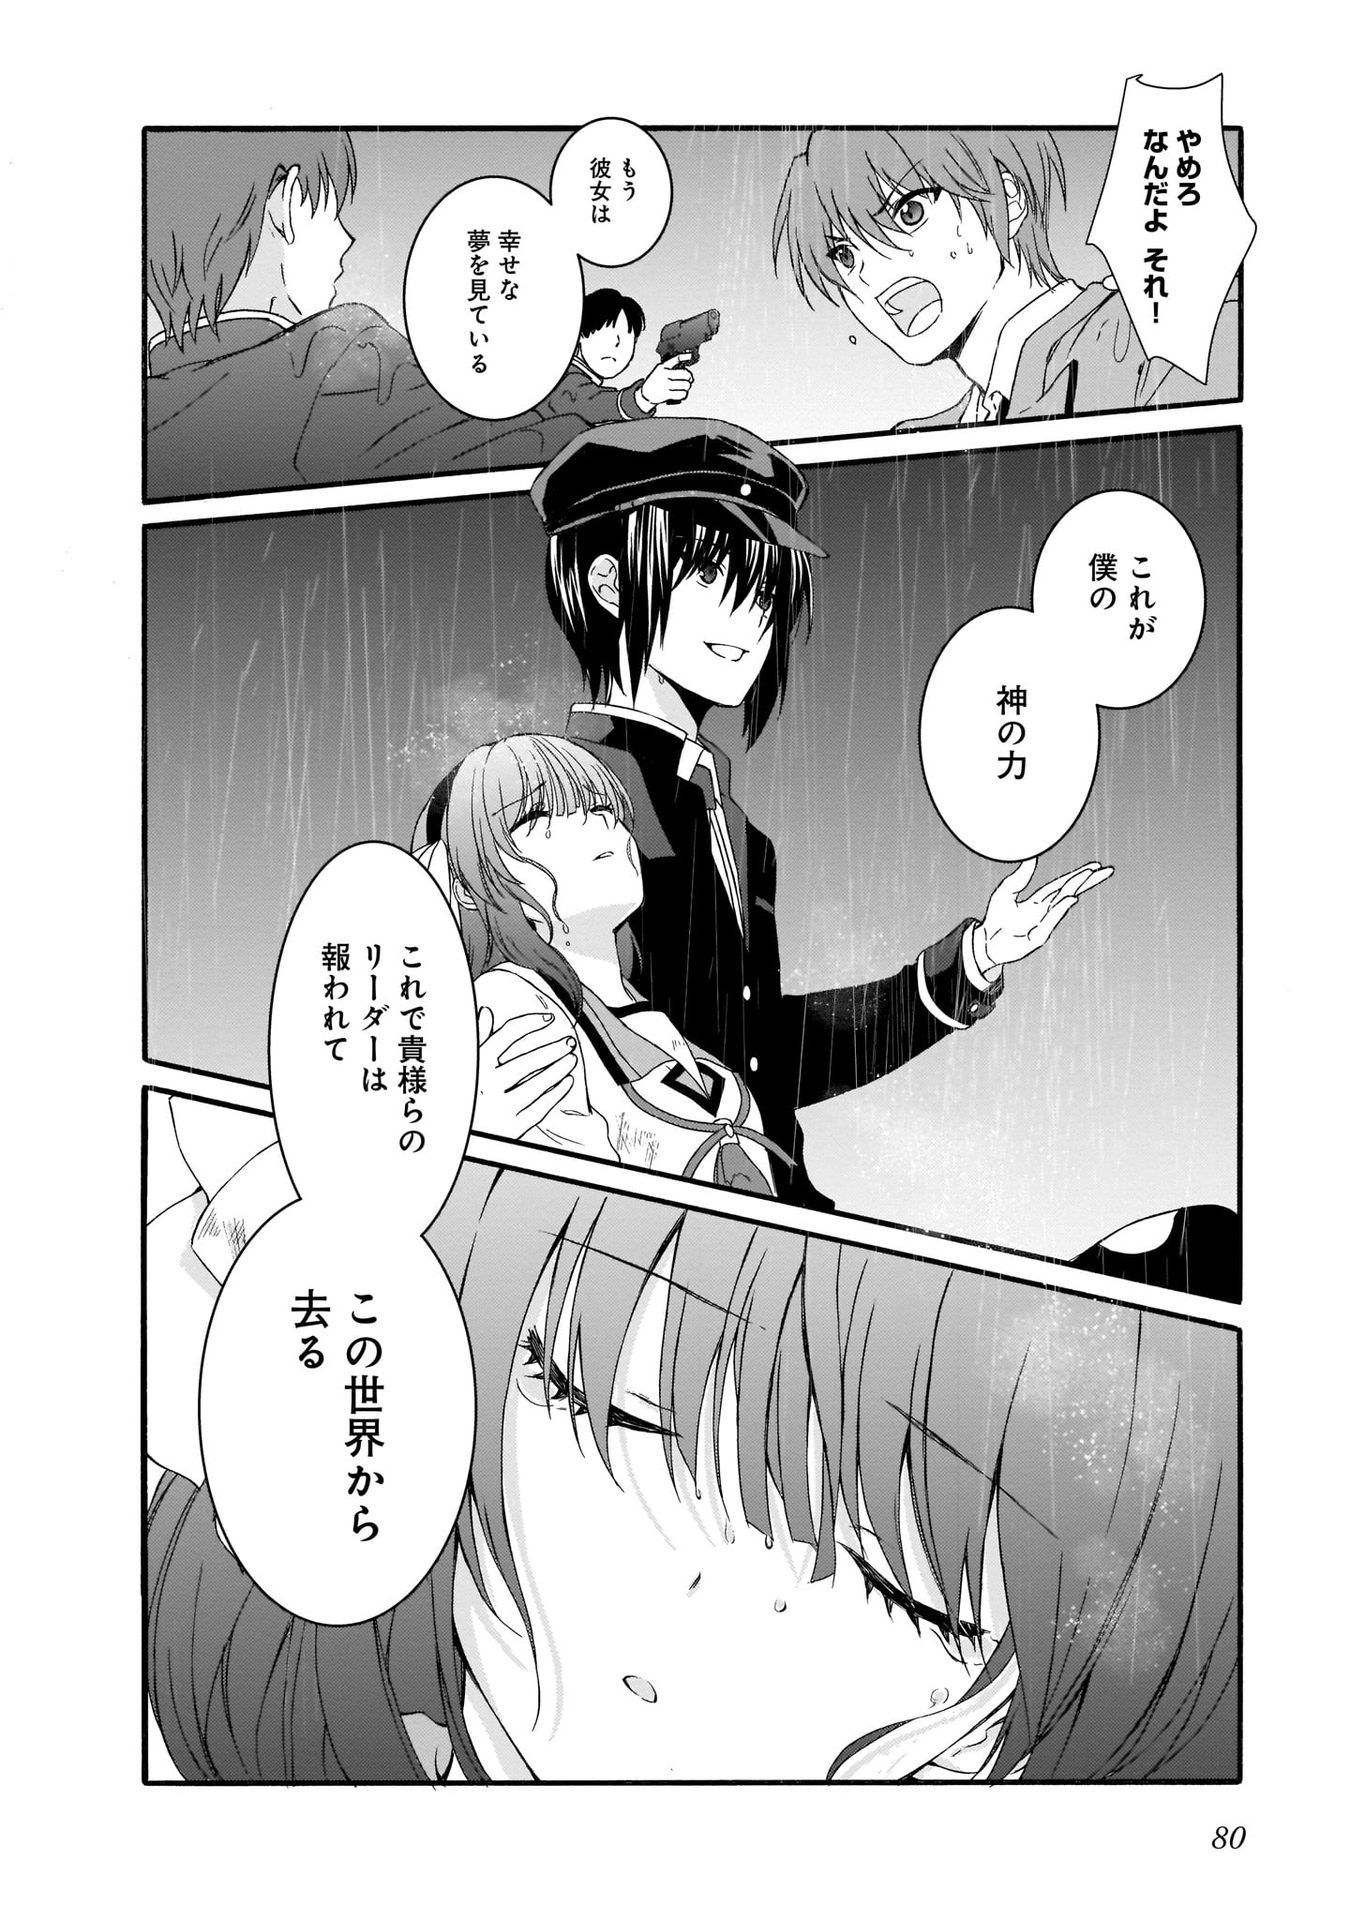 やめろ
なんだよ それ！
もう
彼女は
幸せな
夢を見ている
これが
僕の
神の力
これで貴様らの
リーダーは
報われて
この世界から
去る
80